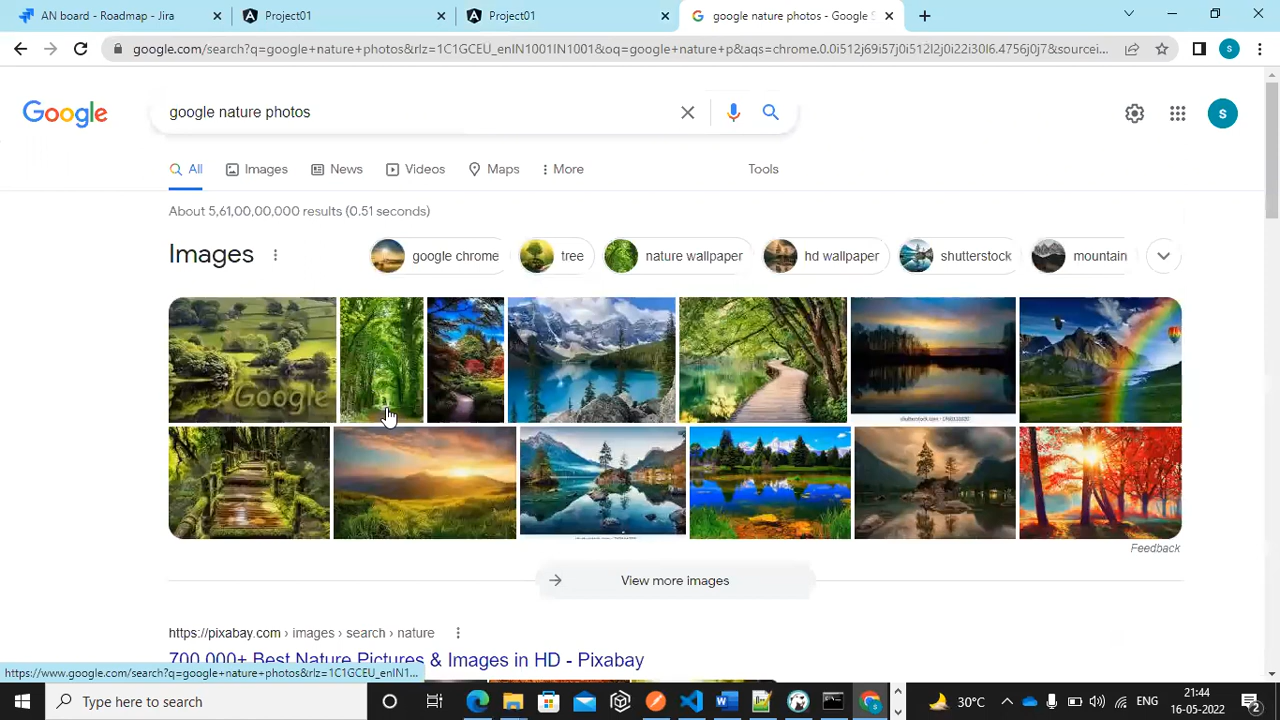 AN board - Roadmap - Jira
Project01
Project01
google nature photos - Google S
google.com/search?q=google+nature+photos&rlz=1C1GCEU_enIN1001IN1001&oq=google+nature+p&aqs=chrome.0.0i512j69i57j0i512l2j0i22i30l6.4756j0j7&sourcei...
s
Google
google nature photos
s
All
Images
News
Videos
Maps
More
Tools
About 5,61,00,00,000 results (0.51 seconds)
Images
google chrome
tree
nature wallpaper
hd wallpaper
shutterstock
mountain
Google
Feedback
View more images
https://pixabay.com › images › search › nature
700,000+ Best Nature Pictures & Images in HD - Pixabay
https://www.google.com/search?q=google+nature+photos&rlz=1C1GCEU_enIN1...
Type here to search
30°C
ENG
21:44
16-05-2022
2